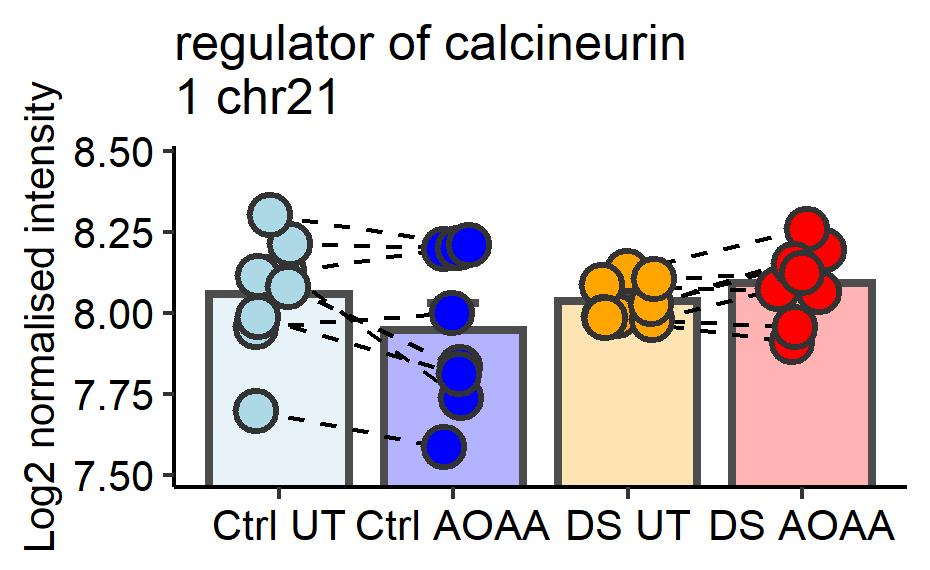 regulator of calcineurin
1 chr21
Log2 normalised intensity
8.50
8.25
8.00
7.75
7.50
Ctrl UT Ctrl AOAA DS UT DS AOAA